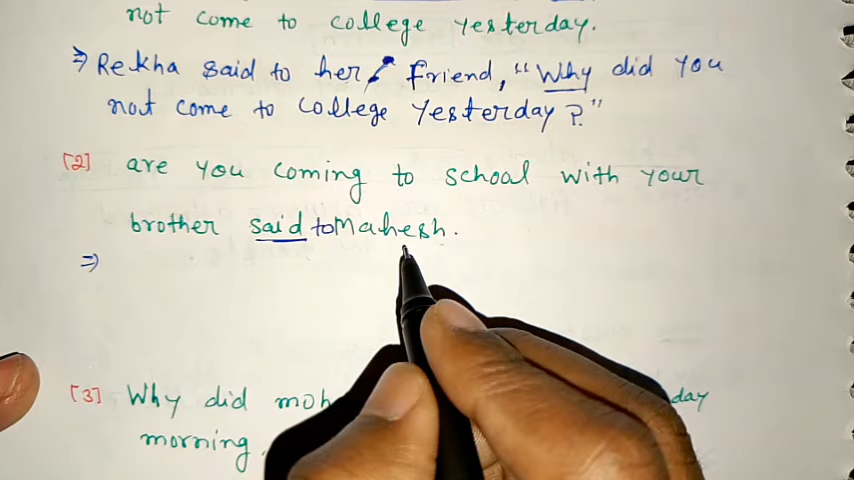 not come to college yesterday.
⇒ Rekha said to her friend, "Why did you
not come to college yesterday?"
[2] are you coming to school with your
brother said to Mahesh.
⇒
[3] Why did moh day
morning